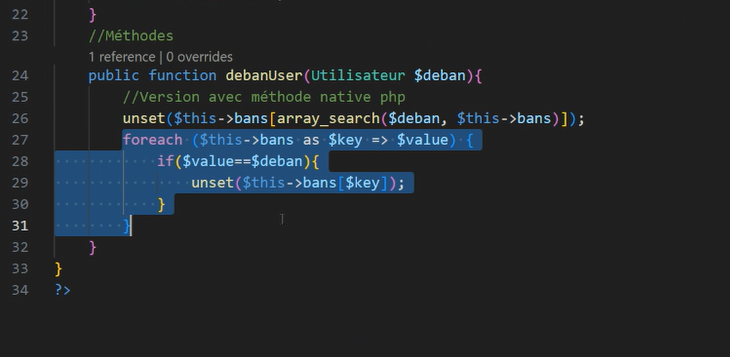 22 }
23 //Méthodes
1 reference | 0 overrides
24 public function debanUser(Utilisateur $deban){
25 //Version avec méthode native php
26 unset($this->bans[array_search($deban, $this->bans)]);
27 foreach ($this->bans as $key => $value) {
28 if($value==$deban){
29 unset($this->bans[$key]);
30 }
31 }
32 }
33 }
34 ?>